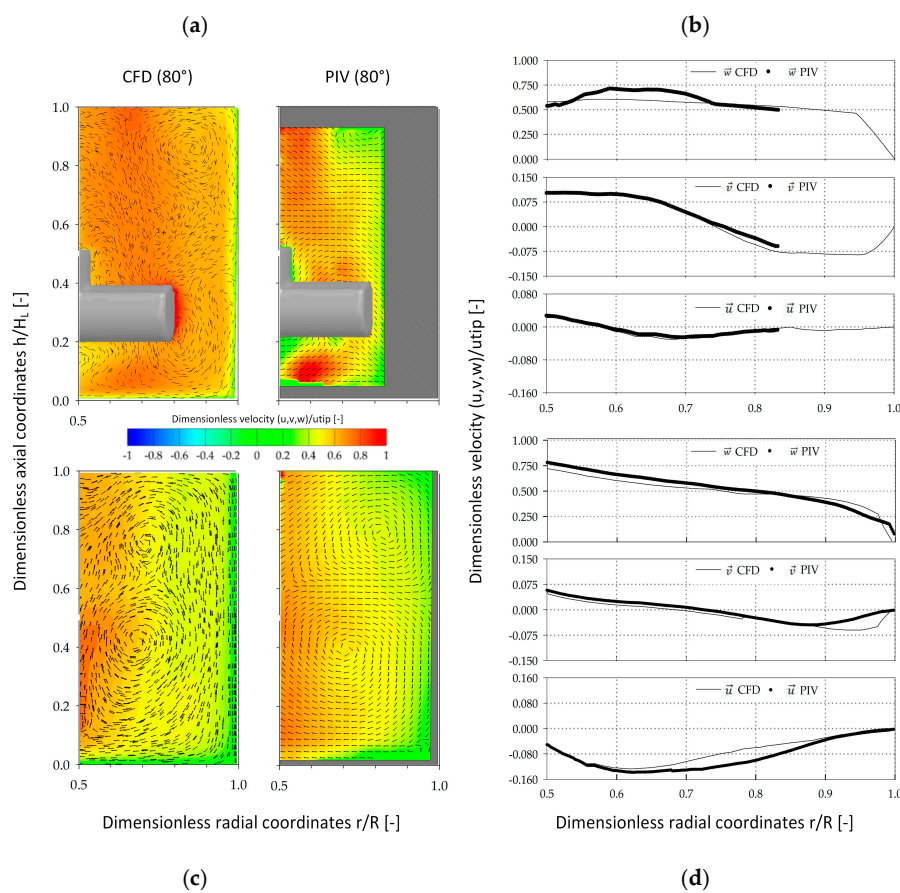 (a)
(b)
CFD (80°)
PIV (80°)
1.0
0.8
0.6
0.4
0.2
0.0
0.5
Dimensionless axial coordinates h/H_L [-]
Dimensionless velocity (u,v,w)/utip [-]
-1 -0.8 -0.6 -0.4 -0.2 0 0.2 0.4 0.6 0.8 1
1.0
0.8
0.6
0.4
0.2
0.0
0.5 1.0 0.5 1.0
Dimensionless radial coordinates r/R [-]
Dimensionless velocity (u,v,w)/utip [-]
w⃗ CFD • w⃗ PIV
1.000
0.750
0.500
0.250
0.000
v⃗ CFD • v⃗ PIV
0.150
0.075
0.000
-0.075
-0.150
u⃗ CFD • u⃗ PIV
0.080
0.000
-0.080
-0.160
0.5 0.6 0.7 0.8 0.9 1.0
w⃗ CFD • w⃗ PIV
1.000
0.750
0.500
0.250
0.000
v⃗ CFD • v⃗ PIV
0.150
0.075
0.000
-0.075
-0.150
u⃗ CFD • u⃗ PIV
0.160
0.080
0.000
-0.080
-0.160
0.5 0.6 0.7 0.8 0.9 1.0
Dimensionless radial coordinates r/R [-]
(c)
(d)